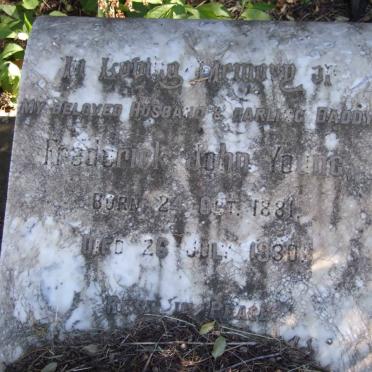 In Loving Memory of
MY BELOVED HUSBAND & DARLING DADDY
Frederick John Young
BORN 24 OCT. 1881.
DIED 26 JULY 1930.